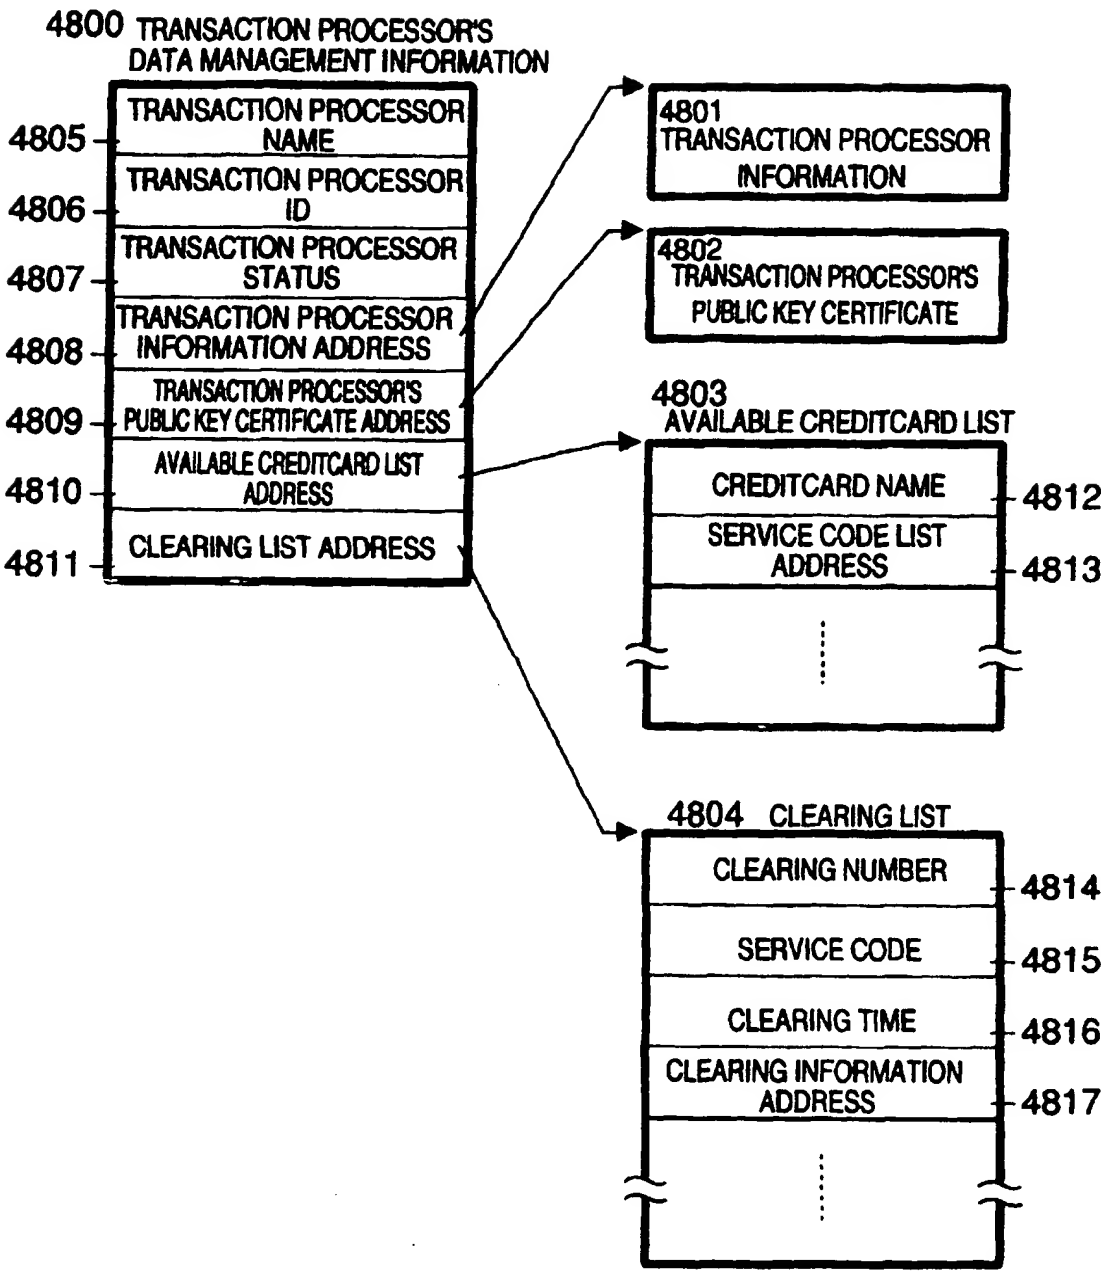 4800 TRANSACTION PROCESSOR'S
DATA MANAGEMENT INFORMATION
TRANSACTION PROCESSOR
NAME
4805
TRANSACTION PROCESSOR
ID
4806
TRANSACTION PROCESSOR
STATUS
4807
TRANSACTION PROCESSOR
INFORMATION ADDRESS
4808
TRANSACTION PROCESSOR'S
PUBLIC KEY CERTIFICATE ADDRESS
4809
AVAILABLE CREDITCARD LIST
ADDRESS
4810
CLEARING LIST ADDRESS
4811
4801
TRANSACTION PROCESSOR
INFORMATION
4802
TRANSACTION PROCESSOR'S
PUBLIC KEY CERTIFICATE
4803
AVAILABLE CREDITCARD LIST
CREDITCARD NAME
4812
SERVICE CODE LIST
ADDRESS
4813
4804 CLEARING LIST
CLEARING NUMBER
4814
SERVICE CODE
4815
CLEARING TIME
4816
CLEARING INFORMATION
ADDRESS
4817